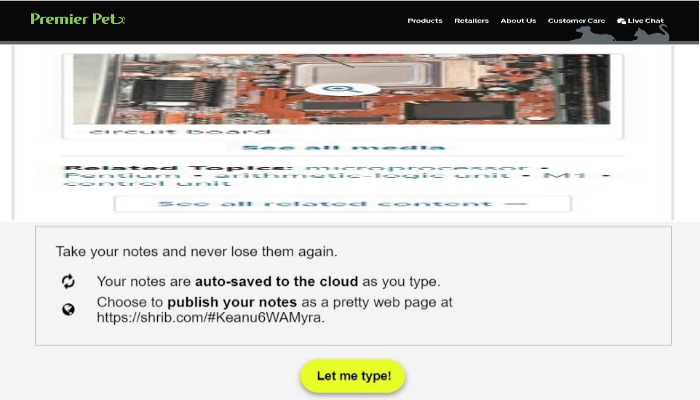 Premier Pet
Products Retailers About Us Customer Care Live Chat
circuit board
See all media
Related Topics: microprocessor •
Pentium • arithmetic-logic unit • M1 •
control unit
See all related content →
Take your notes and never lose them again.
Your notes are auto-saved to the cloud as you type.
Choose to publish your notes as a pretty web page at
https://shrib.com/#Keanu6WAMyra.
Let me type!